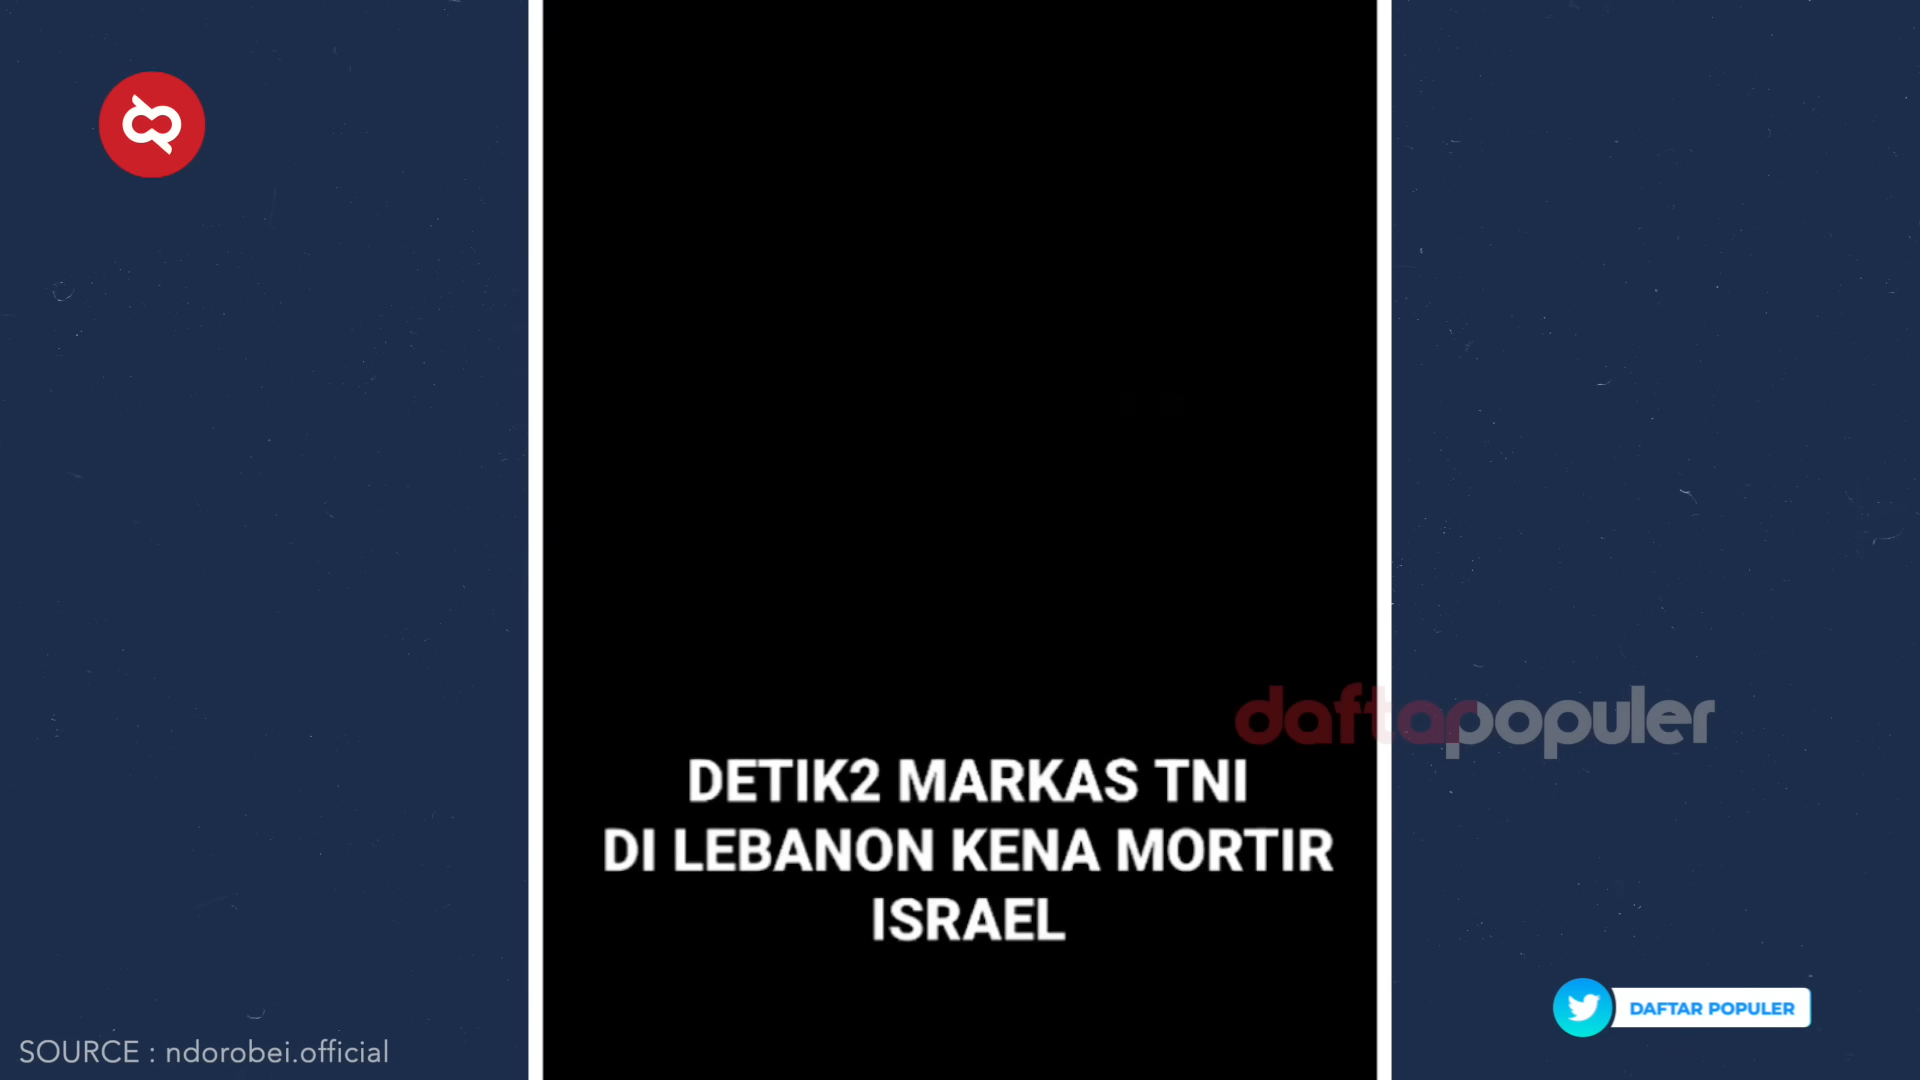 daftarpopuler
DETIK2 MARKAS TNI
DI LEBANON KENA MORTIR
ISRAEL
DAFTAR POPULER
SOURCE : ndorobei.official